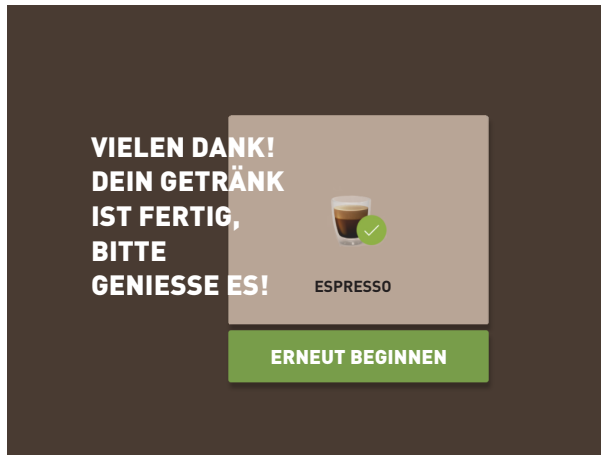 VIELEN DANK!
DEIN GETRÄNK
IST FERTIG,
BITTE
GENIESSE ES!
ESPRESSO
ERNEUT BEGINNEN